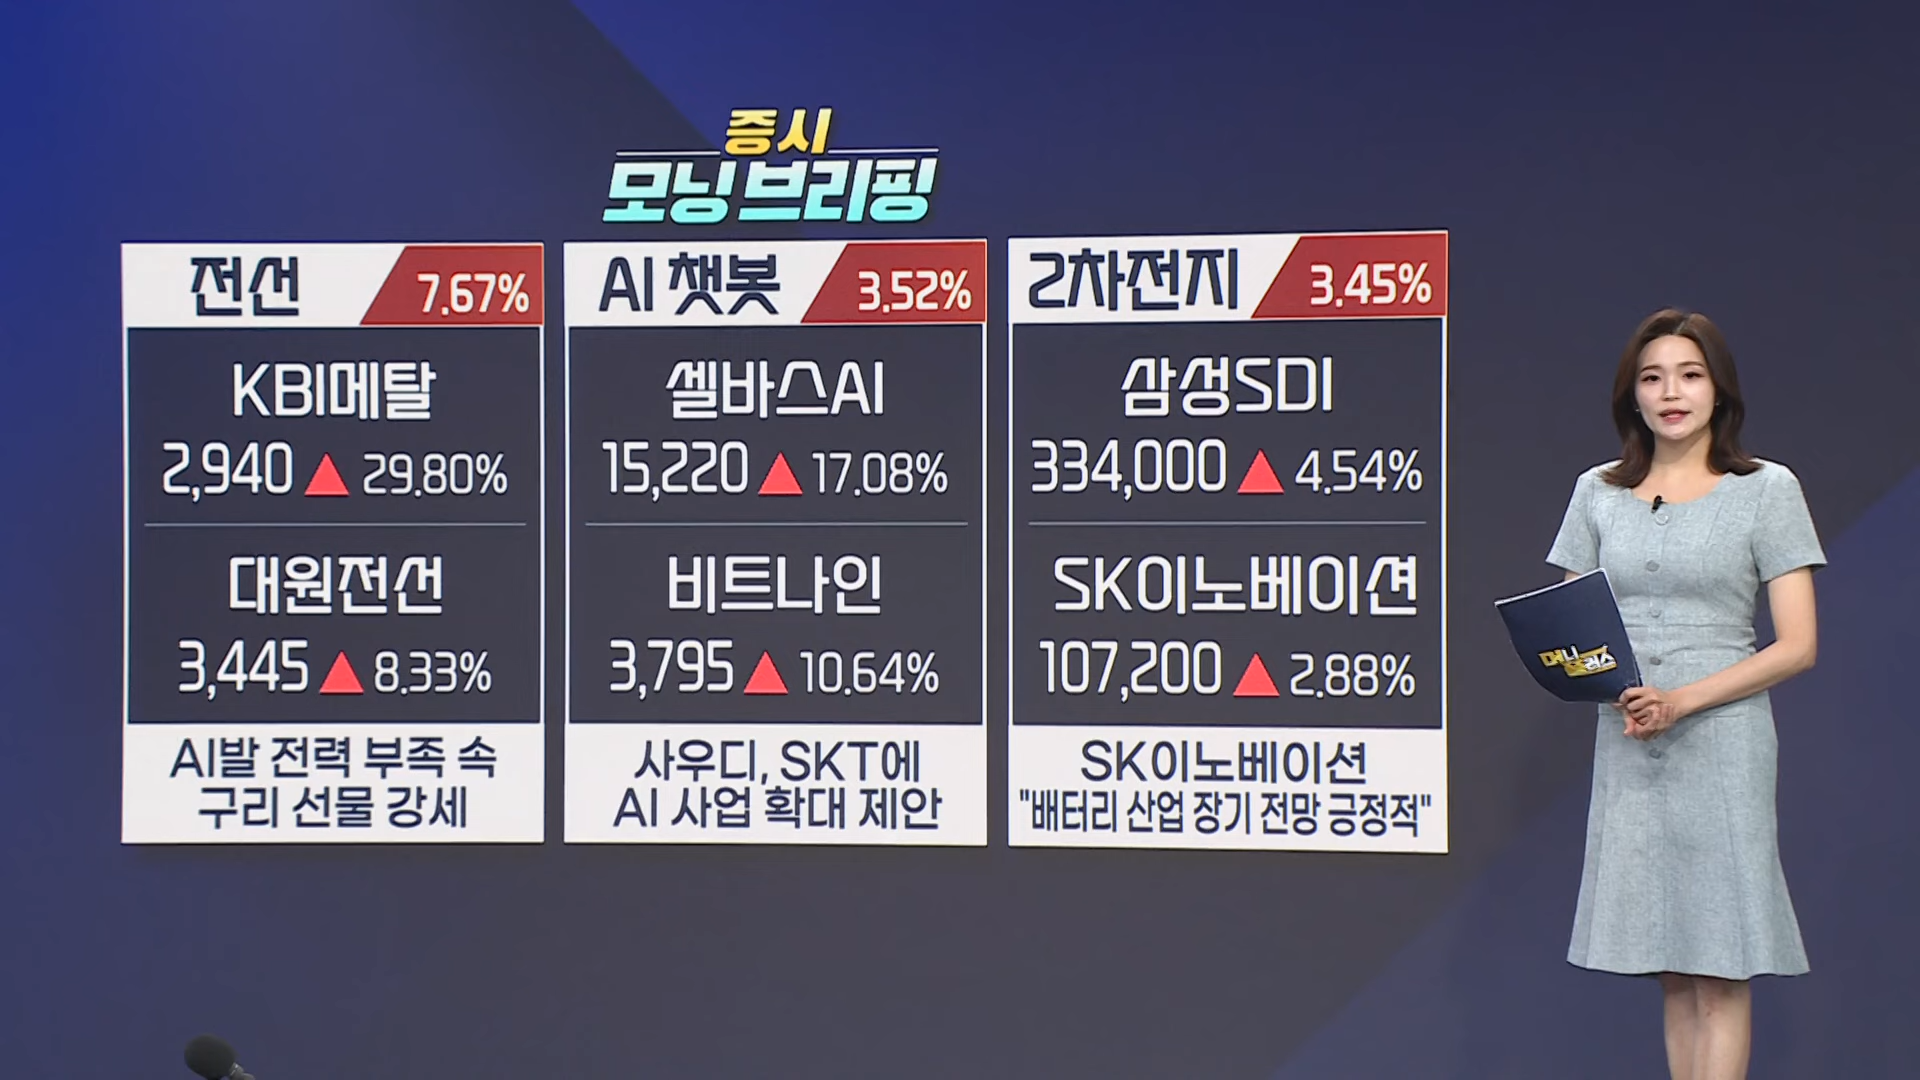 증시
모닝브리핑
전선 7.67%
KBI메탈
2,940 ▲ 29.80%
대원전선
3,445 ▲ 8.33%
AI발 전력 부족 속
구리 선물 강세
AI 챗봇 3.52%
셀바스AI
15,220 ▲ 17.08%
비트나인
3,795 ▲ 10.64%
사우디, SKT에
AI 사업 확대 제안
2차전지 3.45%
삼성SDI
334,000 ▲ 4.54%
SK이노베이션
107,200 ▲ 2.88%
SK이노베이션
"배터리 산업 장기 전망 긍정적"
머니
플러스